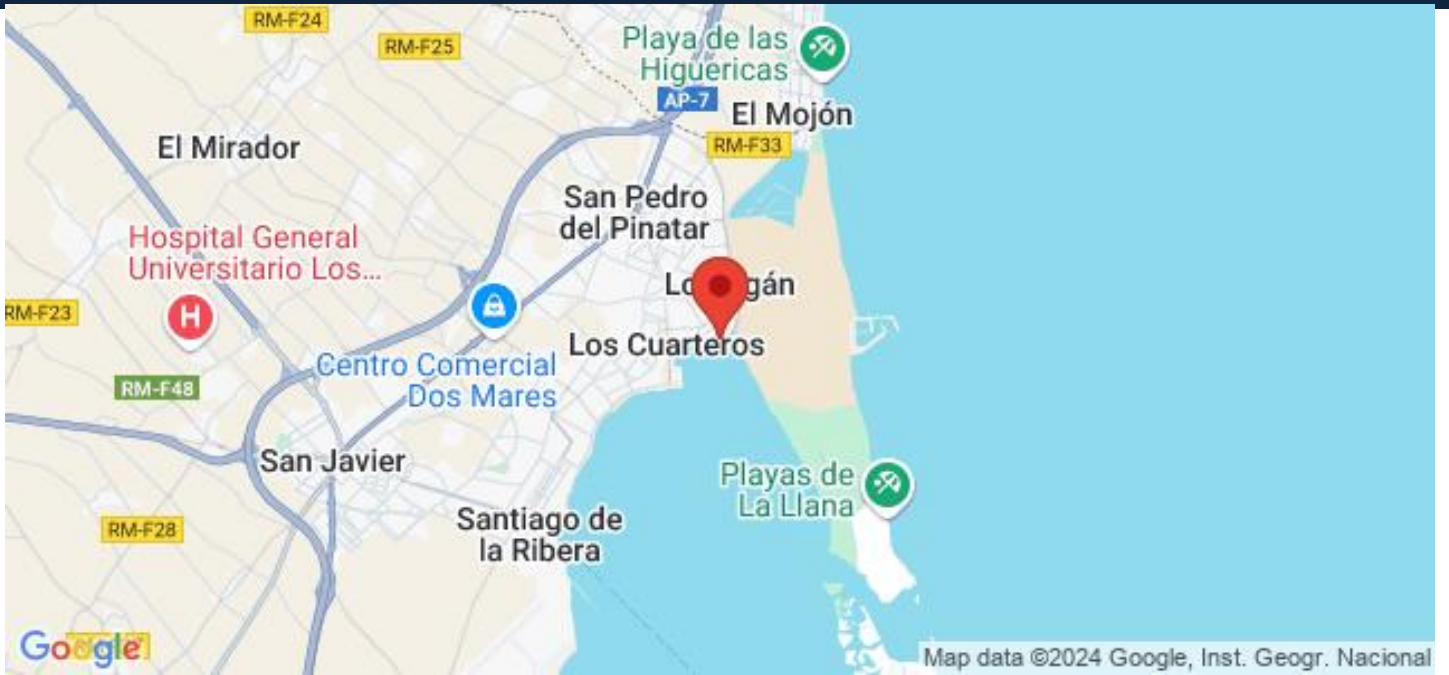 RM-F24
RM-F25
Playa de las
Higuericas
AP-7
El Mojón
RM-F33
El Mirador
San Pedro
del Pinatar
Hospital General
Universitario Los...
H
RM-F23
Los Cuarteros
Centro Comercial
Dos Mares
RM-F48
San Javier
Playas de
La Llana
RM-F28
Santiago de
la Ribera
Google
Map data ©2024 Google, Inst. Geogr. Nacional